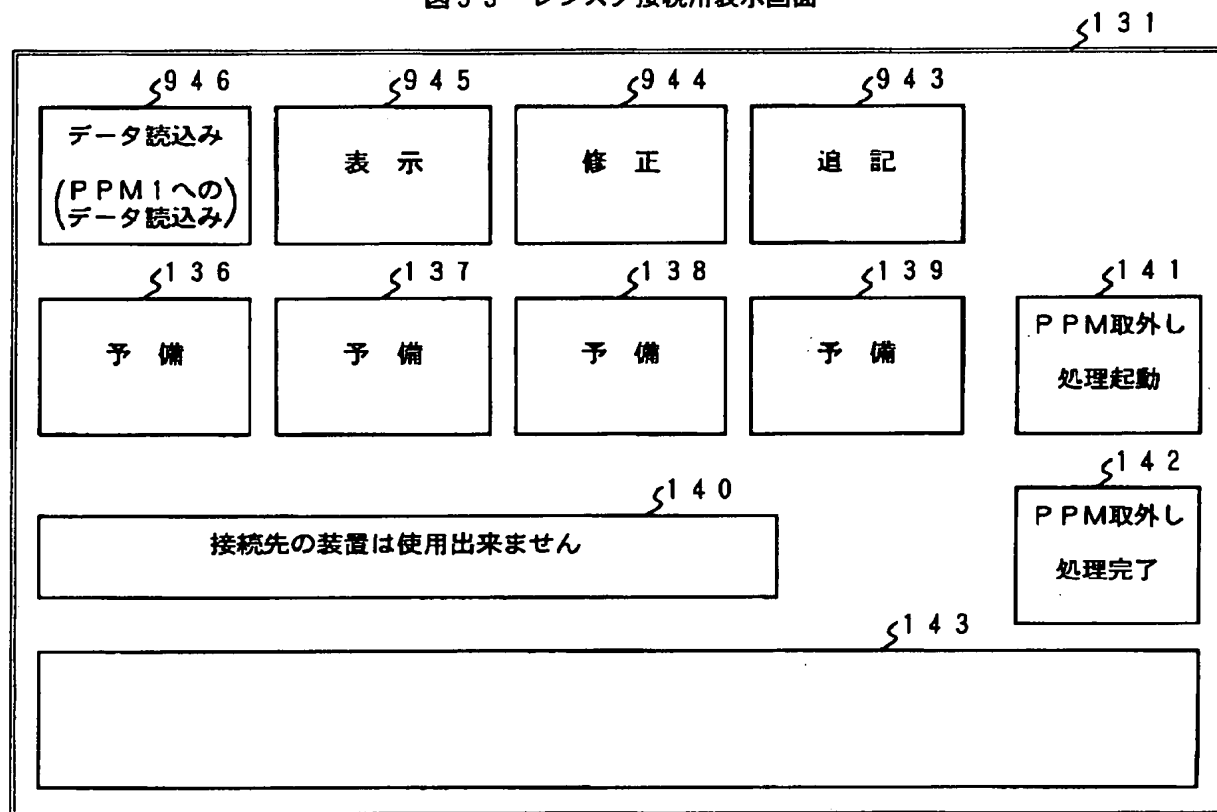 １３１
９４６
９４５
９４４
９４３
データ読込み
(ＰＰＭ１への
データ読込み)
表 示
修 正
追 記
１３６
１３７
１３８
１３９
１４１
予 備
予 備
予 備
予 備
ＰＰＭ取外し
処理起動
１４０
１４２
接続先の装置は使用出来ません
ＰＰＭ取外し
処理完了
１４３